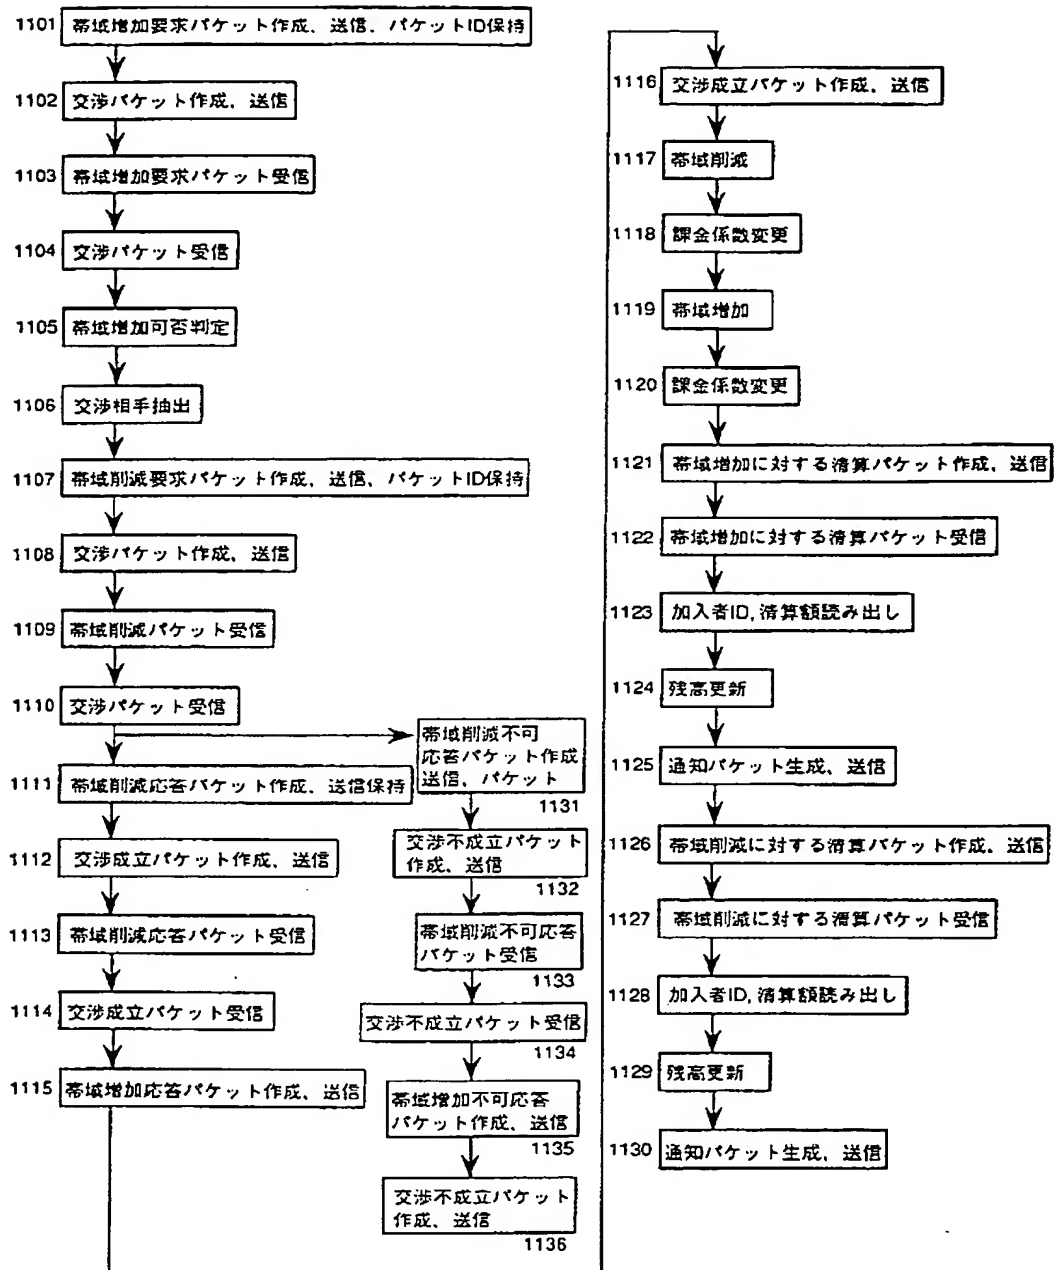 1101 帯域増加要求パケット作成、送信、パケットID保持
1102 交渉パケット作成、送信
1103 帯域増加要求パケット受信
1104 交渉パケット受信
1105 帯域増加可否判定
1106 交渉相手抽出
1107 帯域削減要求パケット作成、送信、パケットID保持
1108 交渉パケット作成、送信
1109 帯域削減パケット受信
1110 交渉パケット受信
1111 帯域削減応答パケット作成、送信保持
1112 交渉成立パケット作成、送信
1113 帯域削減応答パケット受信
1114 交渉成立パケット受信
1115 帯域増加応答パケット作成、送信
帯域削減不可
応答パケット作成
送信、パケット
1131
交渉不成立パケット
作成、送信
1132
帯域削減不可応答
パケット受信
1133
交渉不成立パケット受信
1134
帯域増加不可応答
パケット作成、送信
1135
交渉不成立パケット
作成、送信
1136
1116 交渉成立パケット作成、送信
1117 帯域削減
1118 課金係数変更
1119 帯域増加
1120 課金係数変更
1121 帯域増加に対する清算パケット作成、送信
1122 帯域増加に対する清算パケット受信
1123 加入者ID,清算額読み出し
1124 残高更新
1125 通知パケット生成、送信
1126 帯域削減に対する清算パケット作成、送信
1127 帯域削減に対する清算パケット受信
1128 加入者ID,清算額読み出し
1129 残高更新
1130 通知パケット生成、送信